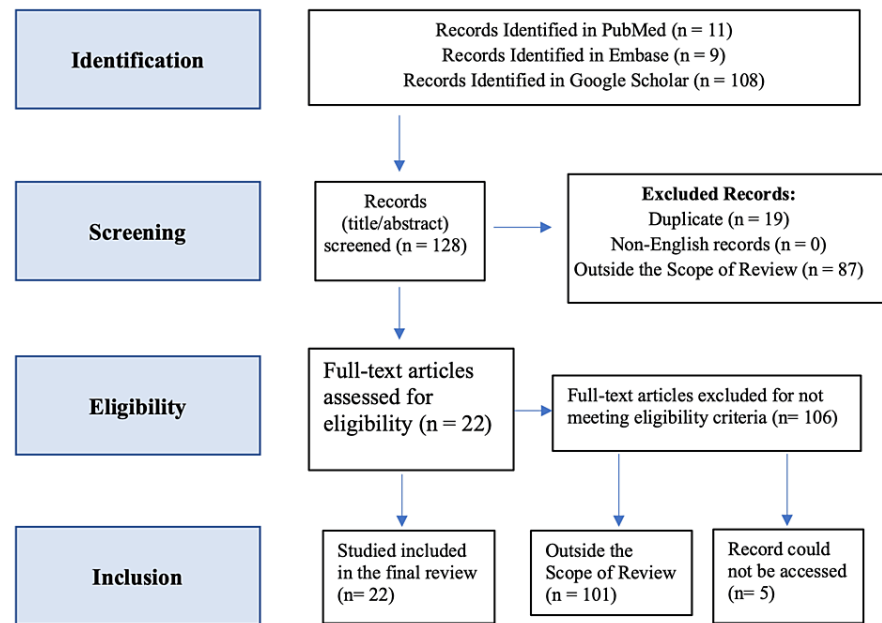 Identification
Records Identified in PubMed (n = 11)
Records Identified in Embase (n = 9)
Records Identified in Google Scholar (n = 108)
Screening
Records
(title/abstract)
screened (n = 128)
Excluded Records:
Duplicate (n = 19)
Non-English records (n = 0)
Outside the Scope of Review (n = 87)
Eligibility
Full-text articles
assessed for
eligibility (n = 22)
Full-text articles excluded for not
meeting eligibility criteria (n= 106)
Inclusion
Studied included
in the final review
(n= 22)
Outside the
Scope of Review
(n = 101)
Record could
not be accessed
(n= 5)